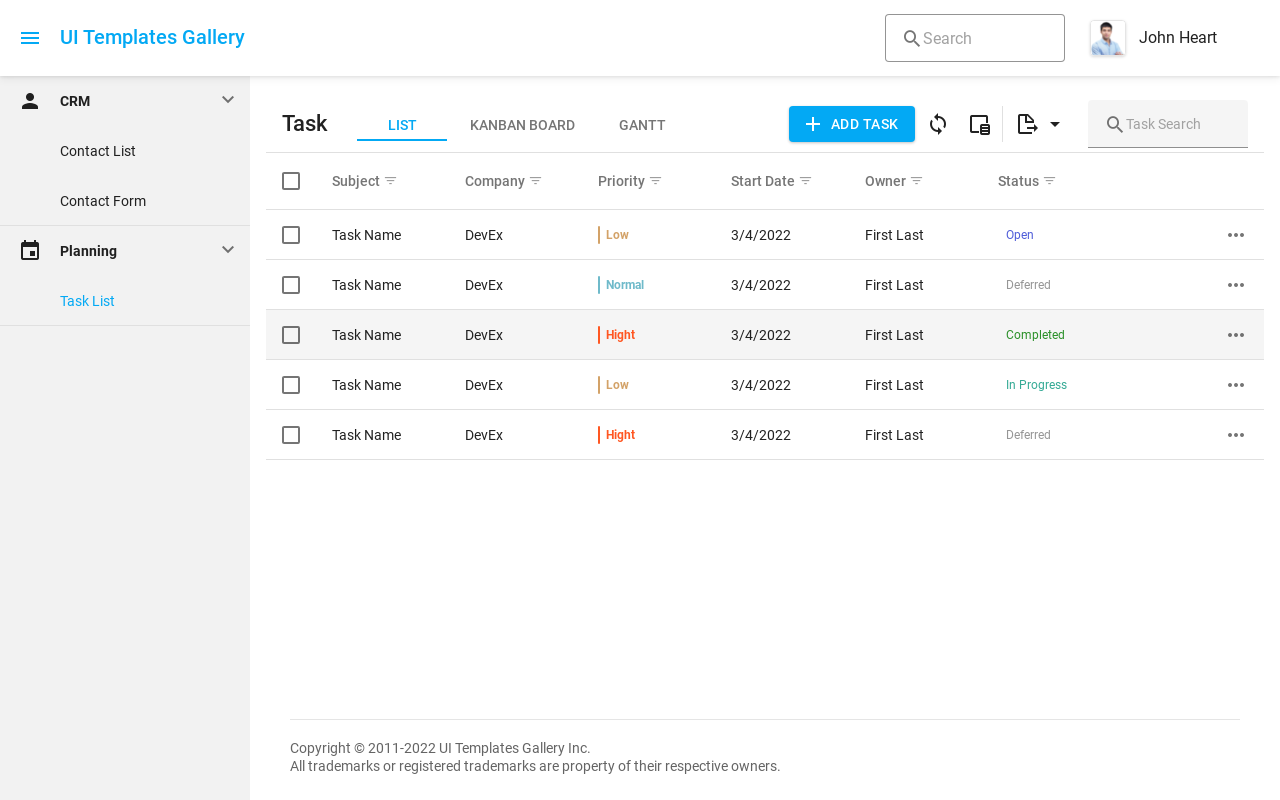 UI Templates Gallery
Search
John Heart
CRM
Contact List
Contact Form
Planning
Task List
Task
LIST
KANBAN BOARD
GANTT
ADD TASK
Task Search
Subject Company Priority Start Date Owner Status
Task Name DevEx Low 3/4/2022 First Last Open
Task Name DevEx Normal 3/4/2022 First Last Deferred
Task Name DevEx Hight 3/4/2022 First Last Completed
Task Name DevEx Low 3/4/2022 First Last In Progress
Task Name DevEx Hight 3/4/2022 First Last Deferred
Copyright © 2011-2022 UI Templates Gallery Inc.
All trademarks or registered trademarks are property of their respective owners.